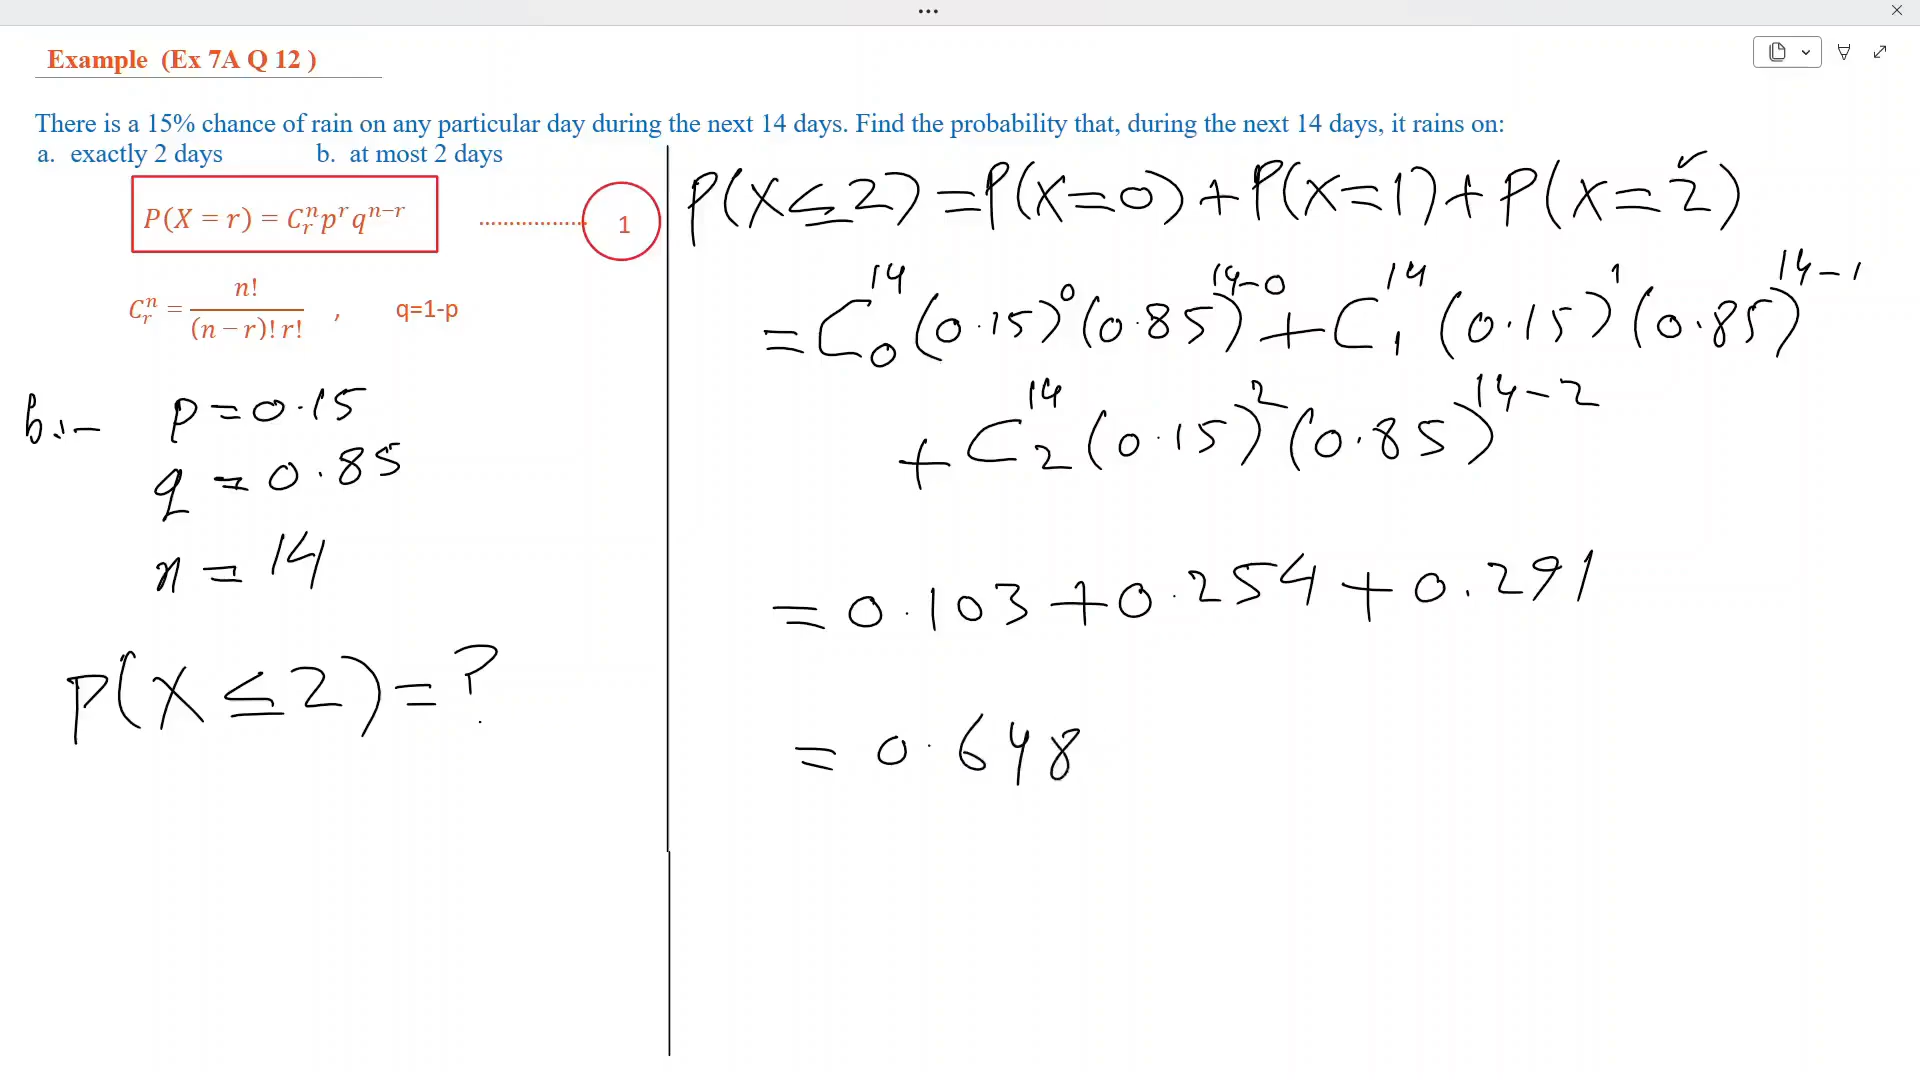 Example (Ex 7A Q 12 )
There is a 15% chance of rain on any particular day during the next 14 days. Find the probability that, during the next 14 days, it rains on:
a. exactly 2 days b. at most 2 days
P(X = r) = C^n_r p^r q^{n−r} .................. 1
C^n_r = n! / (n − r)! r! , q=1-p
b:- p = 0.15
q = 0.85
n = 14
P(X ≤ 2) = ?
P(X ≤ 2) = P(X = 0) + P(X = 1) + P(X = 2)
= C^14_0 (0.15)^0 (0.85)^{14-0} + C^14_1 (0.15)^1 (0.85)^{14-1}
+ C^14_2 (0.15)^2 (0.85)^{14-2}
= 0.103 + 0.254 + 0.291
= 0.648